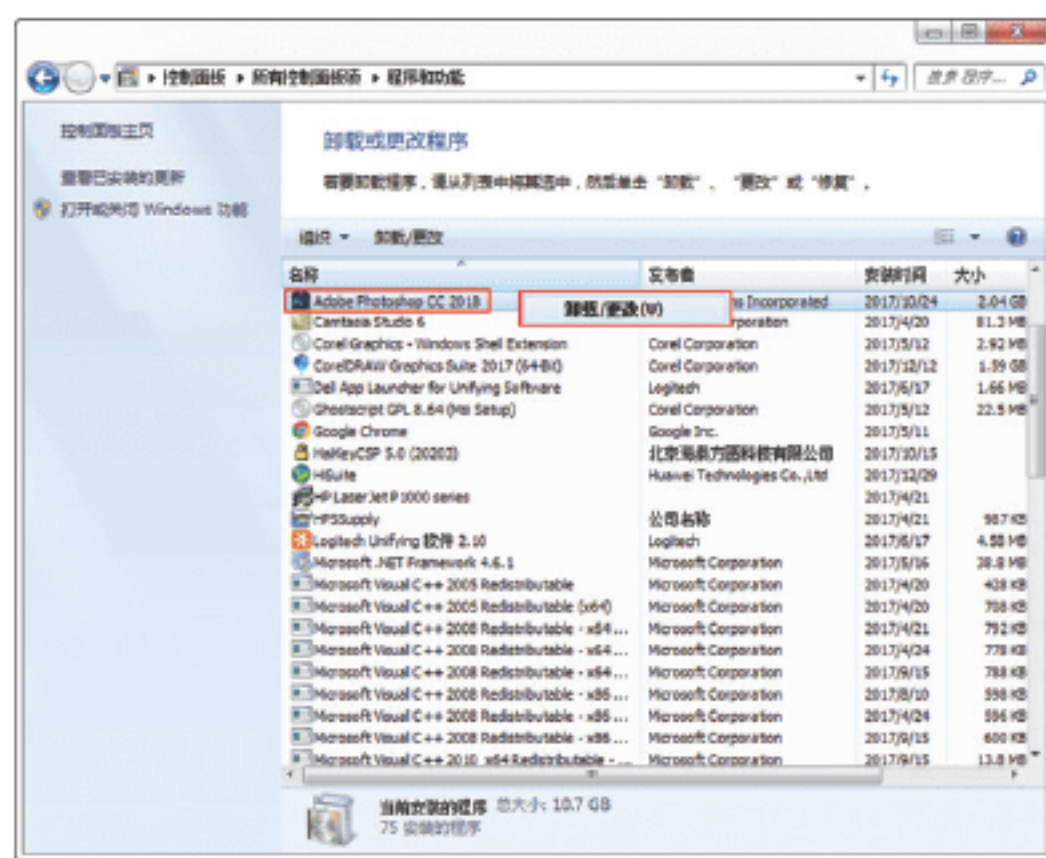 ▸ 控制面板 ▸ 所有控制面板项 ▸ 程序和功能
搜索 程序...
控制面板主页
查看已安装的更新
打开或关闭 Windows 功能
卸载或更改程序
若要卸载程序，请从列表中将其选中，然后单击“卸载”、“更改”或“修复”。
组织 卸载/更改
名称 发布者 安装时间 大小
Adobe Photoshop CC 2018 卸载/更改(U) ms Incorporated 2017/10/24 2.04 GB
Camtasia Studio 6 rporation 2017/4/20 81.3 MB
Corel Graphics - Windows Shell Extension Corel Corporation 2017/5/12 2.92 MB
CorelDRAW Graphics Suite 2017 (64-Bit) Corel Corporation 2017/12/12 1.59 GB
Dell App Launcher for Unifying Software Logitech 2017/6/17 1.66 MB
Ghostscript GPL 8.64 (Msi Setup) Corel Corporation 2017/5/12 22.5 MB
Google Chrome Google Inc. 2017/5/11
HaiKeyCSP 5.0 (20202) 北京海泰方圆科技有限公司 2017/10/15
HiSuite Huawei Technologies Co.,Ltd 2017/12/29
HP LaserJet P1000 series 2017/4/21
HPSSupply 公司名称 2017/4/21 987 KB
Logitech Unifying 软件 2.10 Logitech 2017/6/17 4.58 MB
Microsoft .NET Framework 4.6.1 Microsoft Corporation 2017/5/16 38.8 MB
Microsoft Visual C++ 2005 Redistributable Microsoft Corporation 2017/4/20 428 KB
Microsoft Visual C++ 2005 Redistributable (x64) Microsoft Corporation 2017/4/20 708 KB
Microsoft Visual C++ 2008 Redistributable - x64 ... Microsoft Corporation 2017/4/21 792 KB
Microsoft Visual C++ 2008 Redistributable - x64 ... Microsoft Corporation 2017/4/24 778 KB
Microsoft Visual C++ 2008 Redistributable - x64 ... Microsoft Corporation 2017/9/15 788 KB
Microsoft Visual C++ 2008 Redistributable - x86 ... Microsoft Corporation 2017/8/10 598 KB
Microsoft Visual C++ 2008 Redistributable - x86 ... Microsoft Corporation 2017/4/24 596 KB
Microsoft Visual C++ 2008 Redistributable - x86 ... Microsoft Corporation 2017/9/15 600 KB
Microsoft Visual C++ 2010 x64 Redistributable - ... Microsoft Corporation 2017/9/15 13.8 MB
当前安装的程序 总大小: 10.7 GB
75 安装的程序